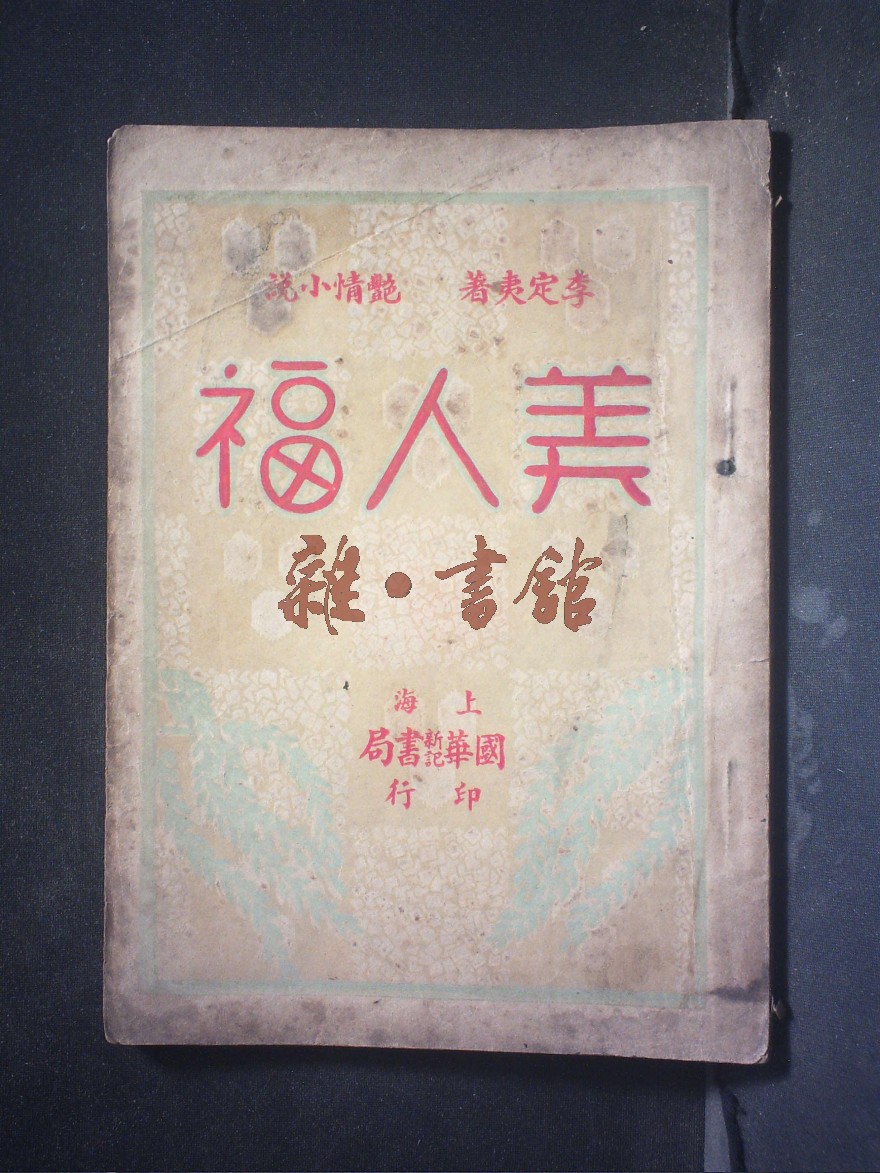 李定夷著 艷情小說
美人福
雜·書館
上海
國華新記書局
印行